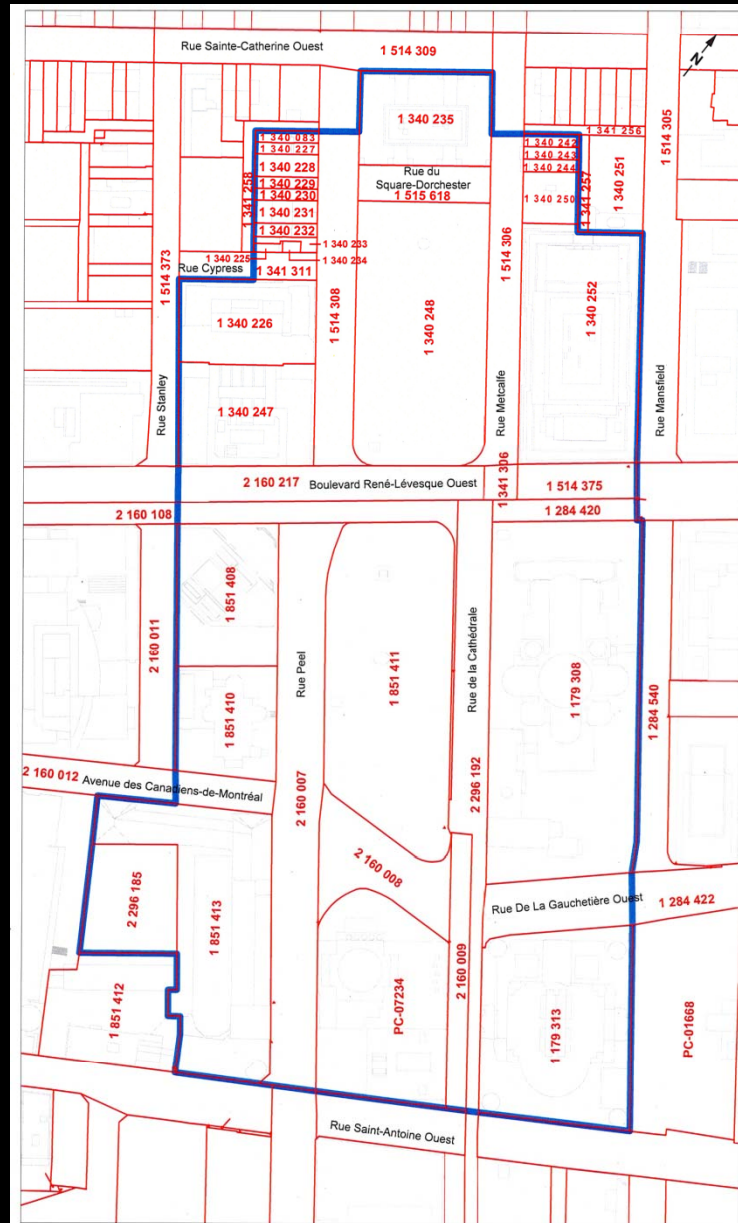 Rue Sainte-Catherine Ouest
1 514 309
N
1 514 305
1 340 235
1 341 256
1 340 083
1 340 227
1 340 242
1 340 243
1 340 244
1 340 251
1 340 228
1 341 258
1 340 229
1 340 230
1 340 231
1 340 232
Rue du
Square-Dorchester
1 515 618
1 340 250
1 341 257
1 340 233
1 340 225
1 340 234
Rue Cypress
1 341 311
1 514 373
1 514 308
1 514 306
1 340 252
1 340 226
1 340 248
Rue Stanley
Rue Metcalfe
Rue Mansfield
1 340 247
2 160 217
Boulevard René-Lévesque Ouest
1 341 306
1 514 375
2 160 108
1 284 420
1 851 408
2 160 011
Rue Peel
1 851 411
Rue de la Cathédrale
1 179 308
1 851 410
1 284 540
2 160 012
Avenue des Canadiens-de-Montréal
2 160 007
2 296 192
2 160 008
2 296 185
1 851 413
Rue De La Gauchetière Ouest
1 284 422
1 851 412
PC-07234
2 160 009
1 179 313
PC-01668
Rue Saint-Antoine Ouest